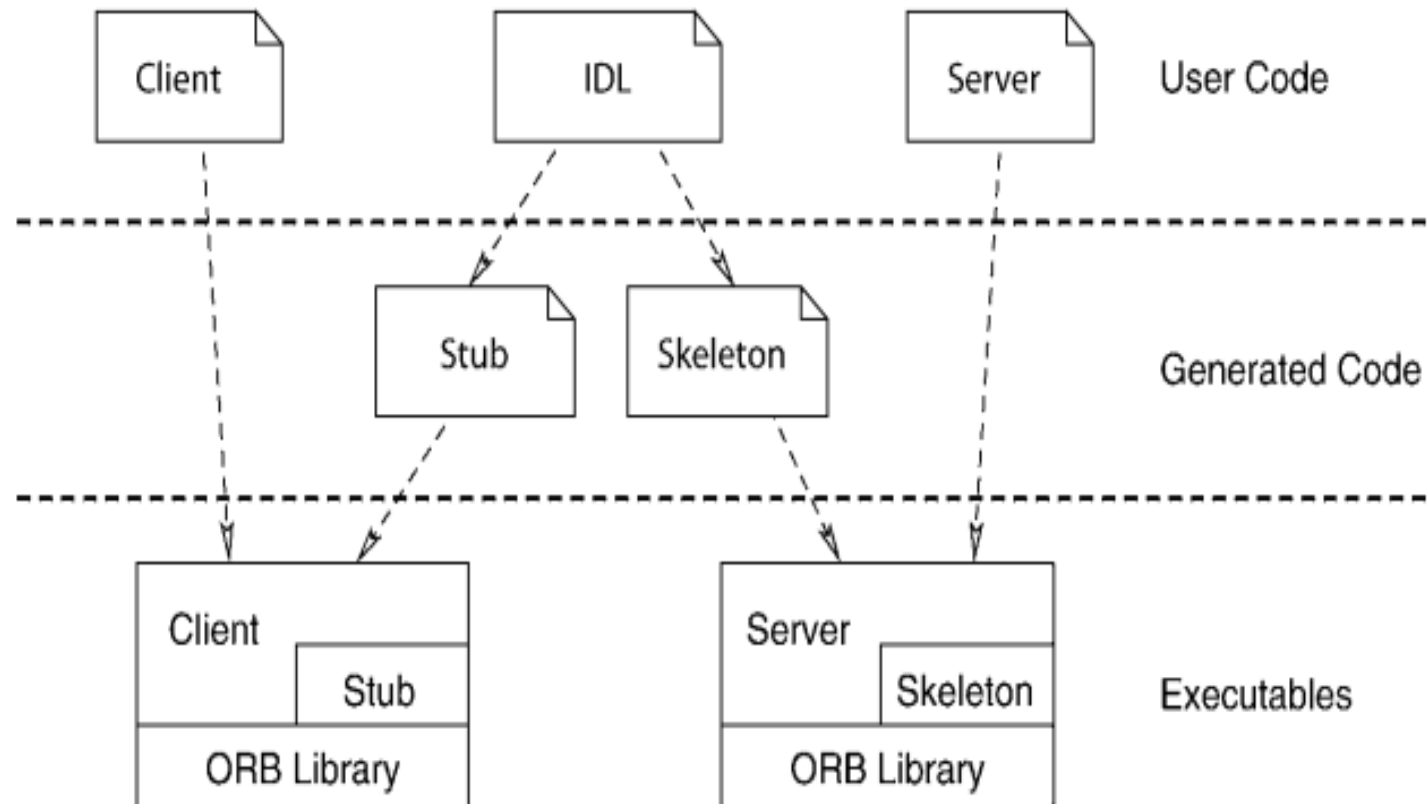 Client
IDL
Server
User Code
Stub
Skeleton
Generated Code
Client
Stub
ORB Library
Server
Skeleton
ORB Library
Executables